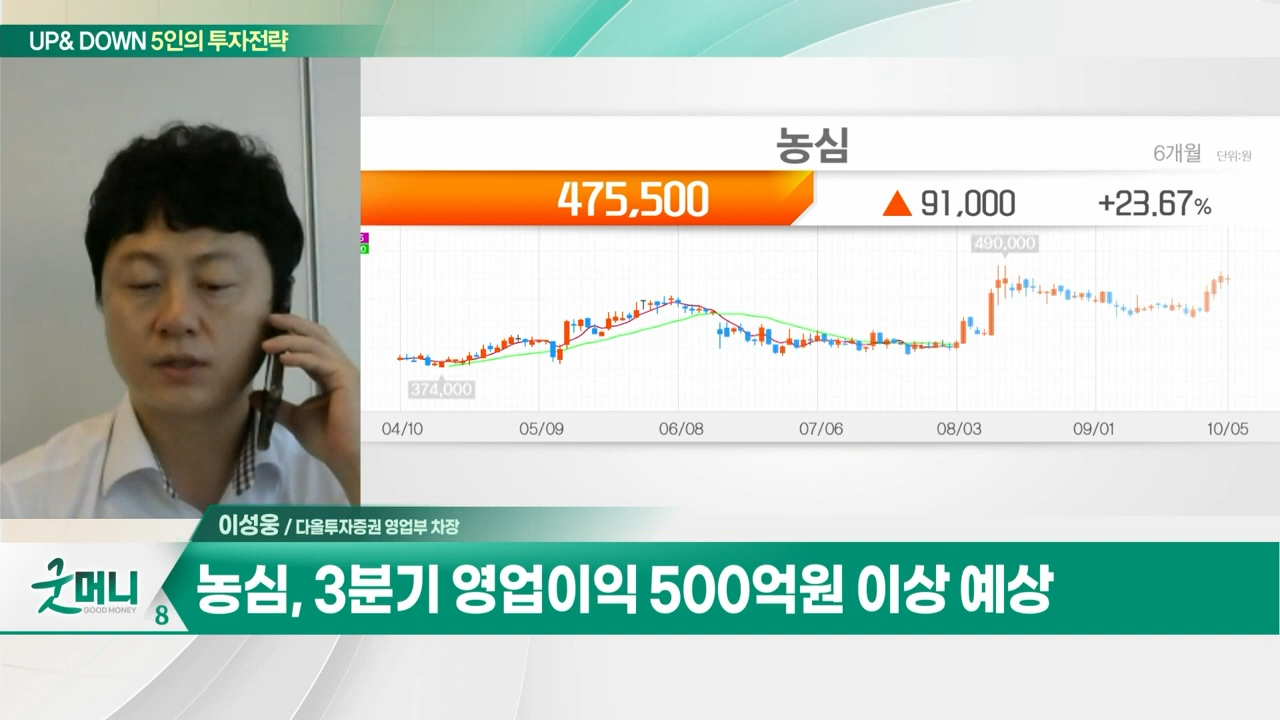 UP& DOWN 5인의 투자전략
농심
6개월 단위:원
475,500 ▲ 91,000 +23.67%
490,000
374,000
04/10 05/09 06/08 07/06 08/03 09/01 10/05
이성웅 / 다올투자증권 영업부 차장
굿머니
GOOD MONEY
8
농심, 3분기 영업이익 500억원 이상 예상